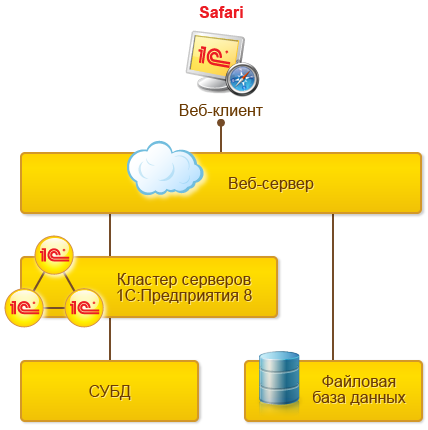 Safari
1С
Веб-клиент
Веб-сервер
1С
Кластер серверов
1С:Предприятия 8
1С
1С
СУБД
Файловая
база данных